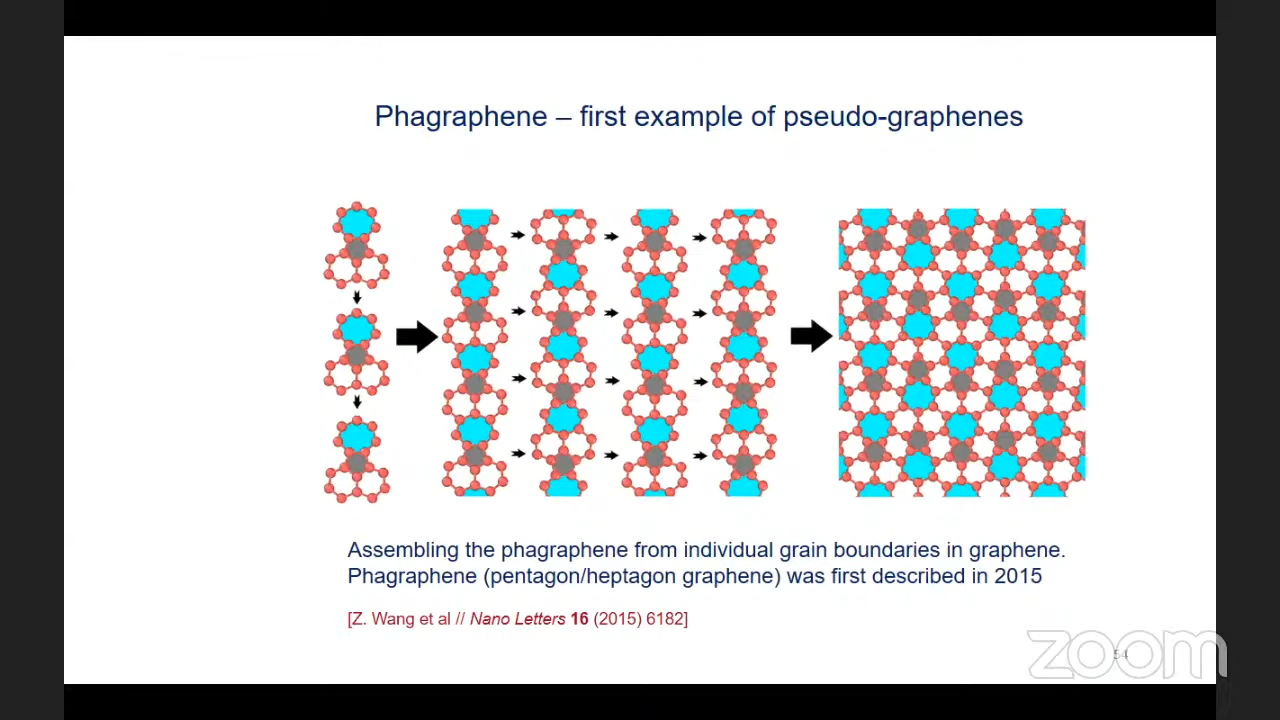 Phagraphene – first example of pseudo-graphenes
Assembling the phagraphene from individual grain boundaries in graphene.
Phagraphene (pentagon/heptagon graphene) was first described in 2015
[Z. Wang et al // Nano Letters 16 (2015) 6182]
zoom
54